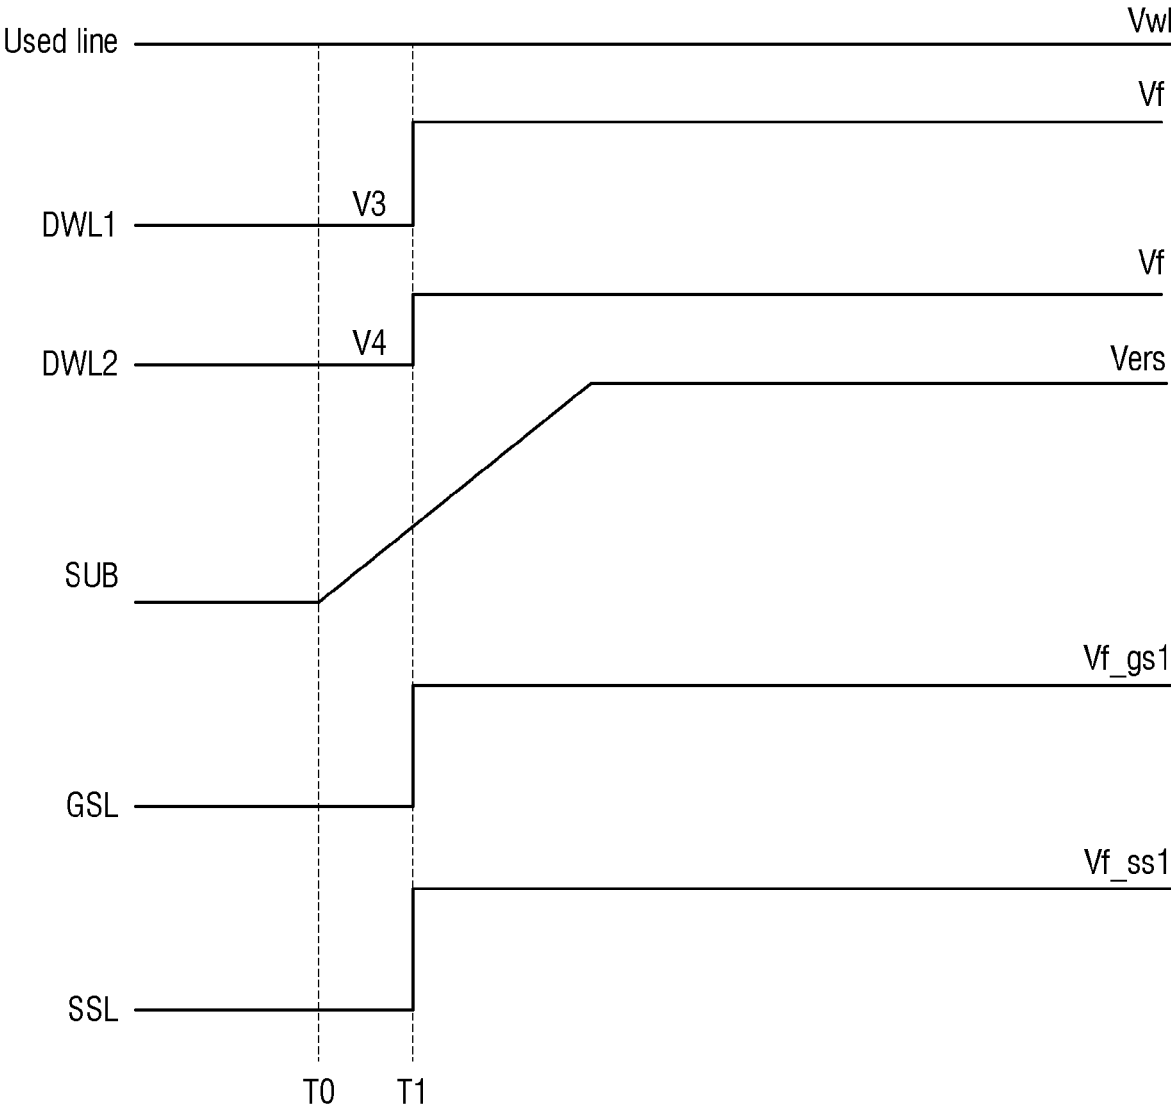 Vwl
Used line
Vf
V3
DWL1
Vf
V4
DWL2
Vers
SUB
Vf_gs1
GSL
Vf_ss1
SSL
T0 T1